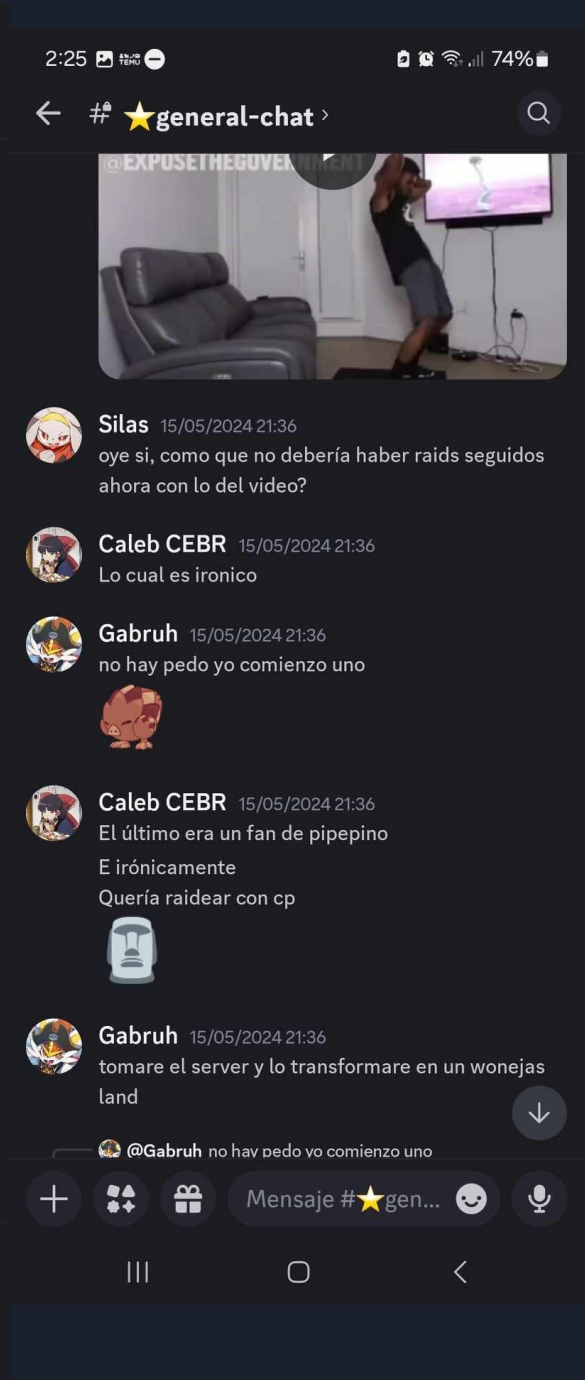 2:25 TEMU 74%
# ⭐general-chat ›
@EXPOSETHEGOVERNMENT
Silas 15/05/2024 21:36
oye si, como que no debería haber raids seguidos
ahora con lo del video?
Caleb CEBR 15/05/2024 21:36
Lo cual es ironico
Gabruh 15/05/2024 21:36
no hay pedo yo comienzo uno
Caleb CEBR 15/05/2024 21:36
El último era un fan de pipepino
E irónicamente
Quería raidear con cp
Gabruh 15/05/2024 21:36
tomare el server y lo transformare en un wonejas
land
@Gabruh no hay pedo yo comienzo uno
Mensaje #⭐gen...